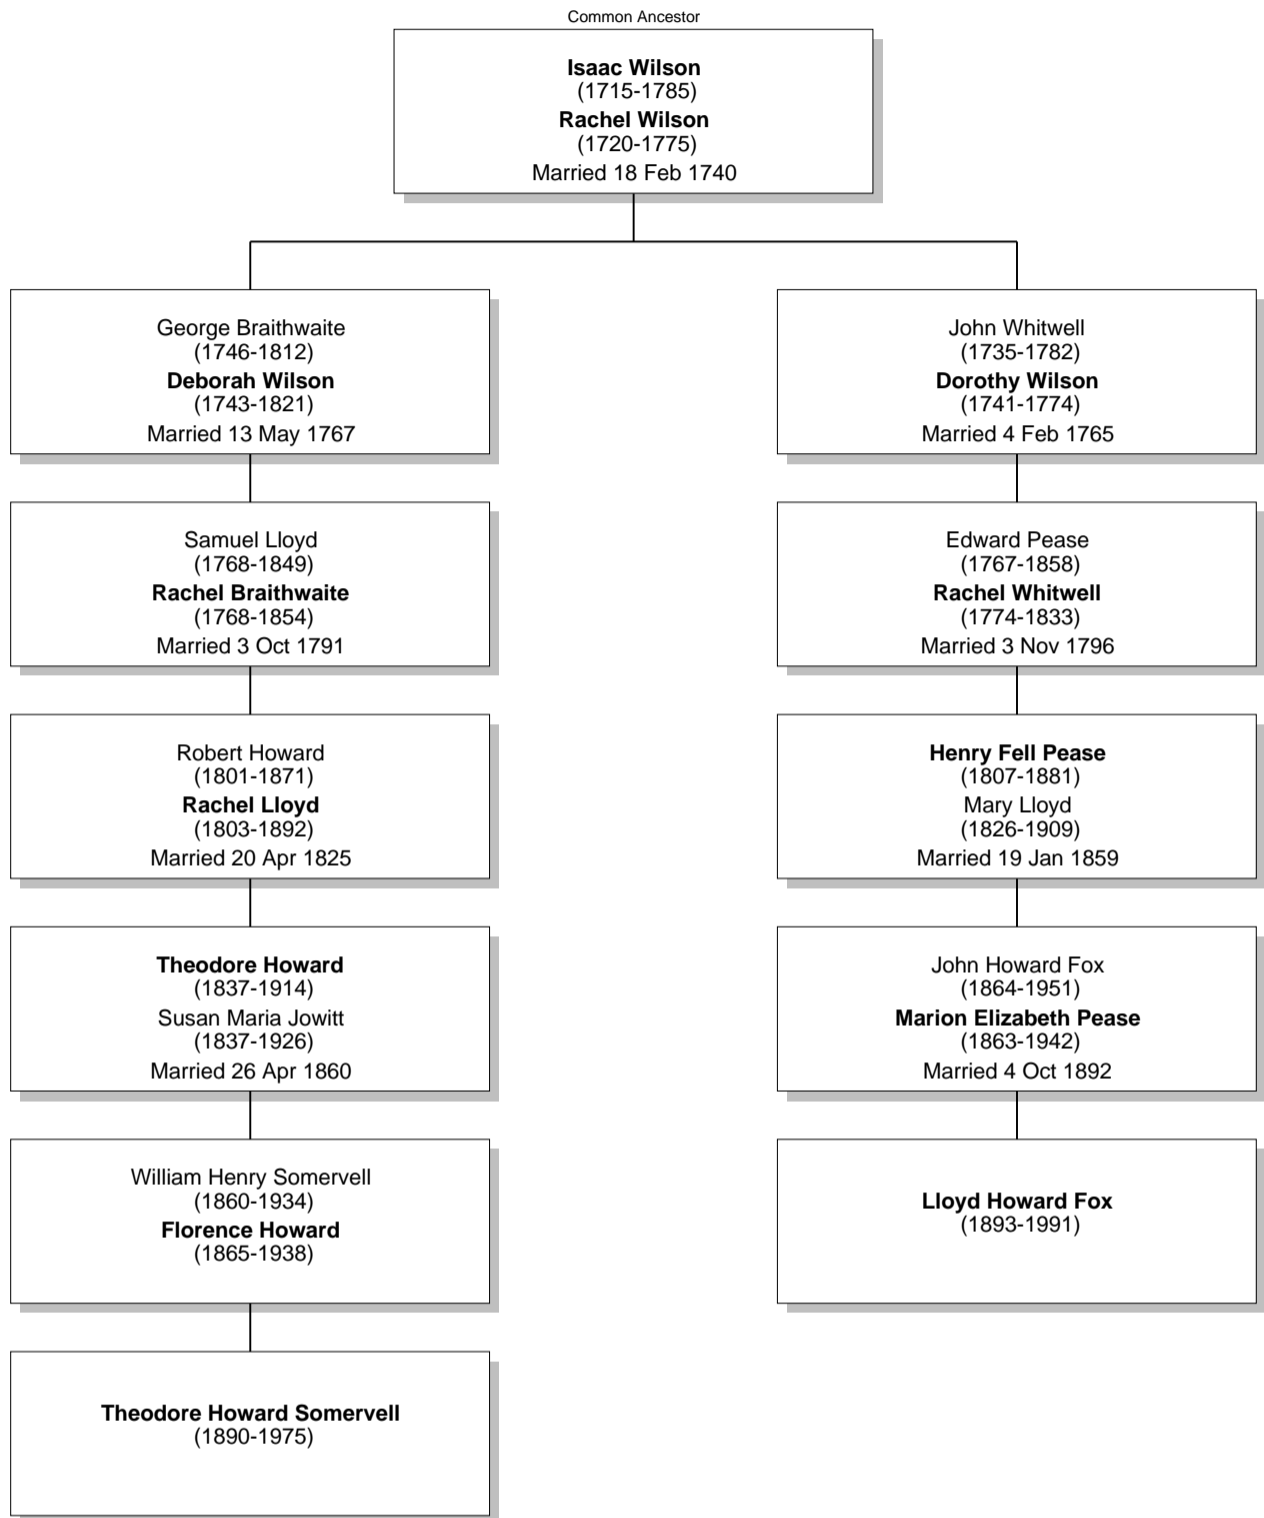 Common Ancestor
Isaac Wilson
(1715-1785)
Rachel Wilson
(1720-1775)
Married 18 Feb 1740
George Braithwaite
(1746-1812)
Deborah Wilson
(1743-1821)
Married 13 May 1767
John Whitwell
(1735-1782)
Dorothy Wilson
(1741-1774)
Married 4 Feb 1765
Samuel Lloyd
(1768-1849)
Rachel Braithwaite
(1768-1854)
Married 3 Oct 1791
Edward Pease
(1767-1858)
Rachel Whitwell
(1774-1833)
Married 3 Nov 1796
Robert Howard
(1801-1871)
Rachel Lloyd
(1803-1892)
Married 20 Apr 1825
Henry Fell Pease
(1807-1881)
Mary Lloyd
(1826-1909)
Married 19 Jan 1859
Theodore Howard
(1837-1914)
Susan Maria Jowitt
(1837-1926)
Married 26 Apr 1860
John Howard Fox
(1864-1951)
Marion Elizabeth Pease
(1863-1942)
Married 4 Oct 1892
William Henry Somervell
(1860-1934)
Florence Howard
(1865-1938)
Lloyd Howard Fox
(1893-1991)
Theodore Howard Somervell
(1890-1975)